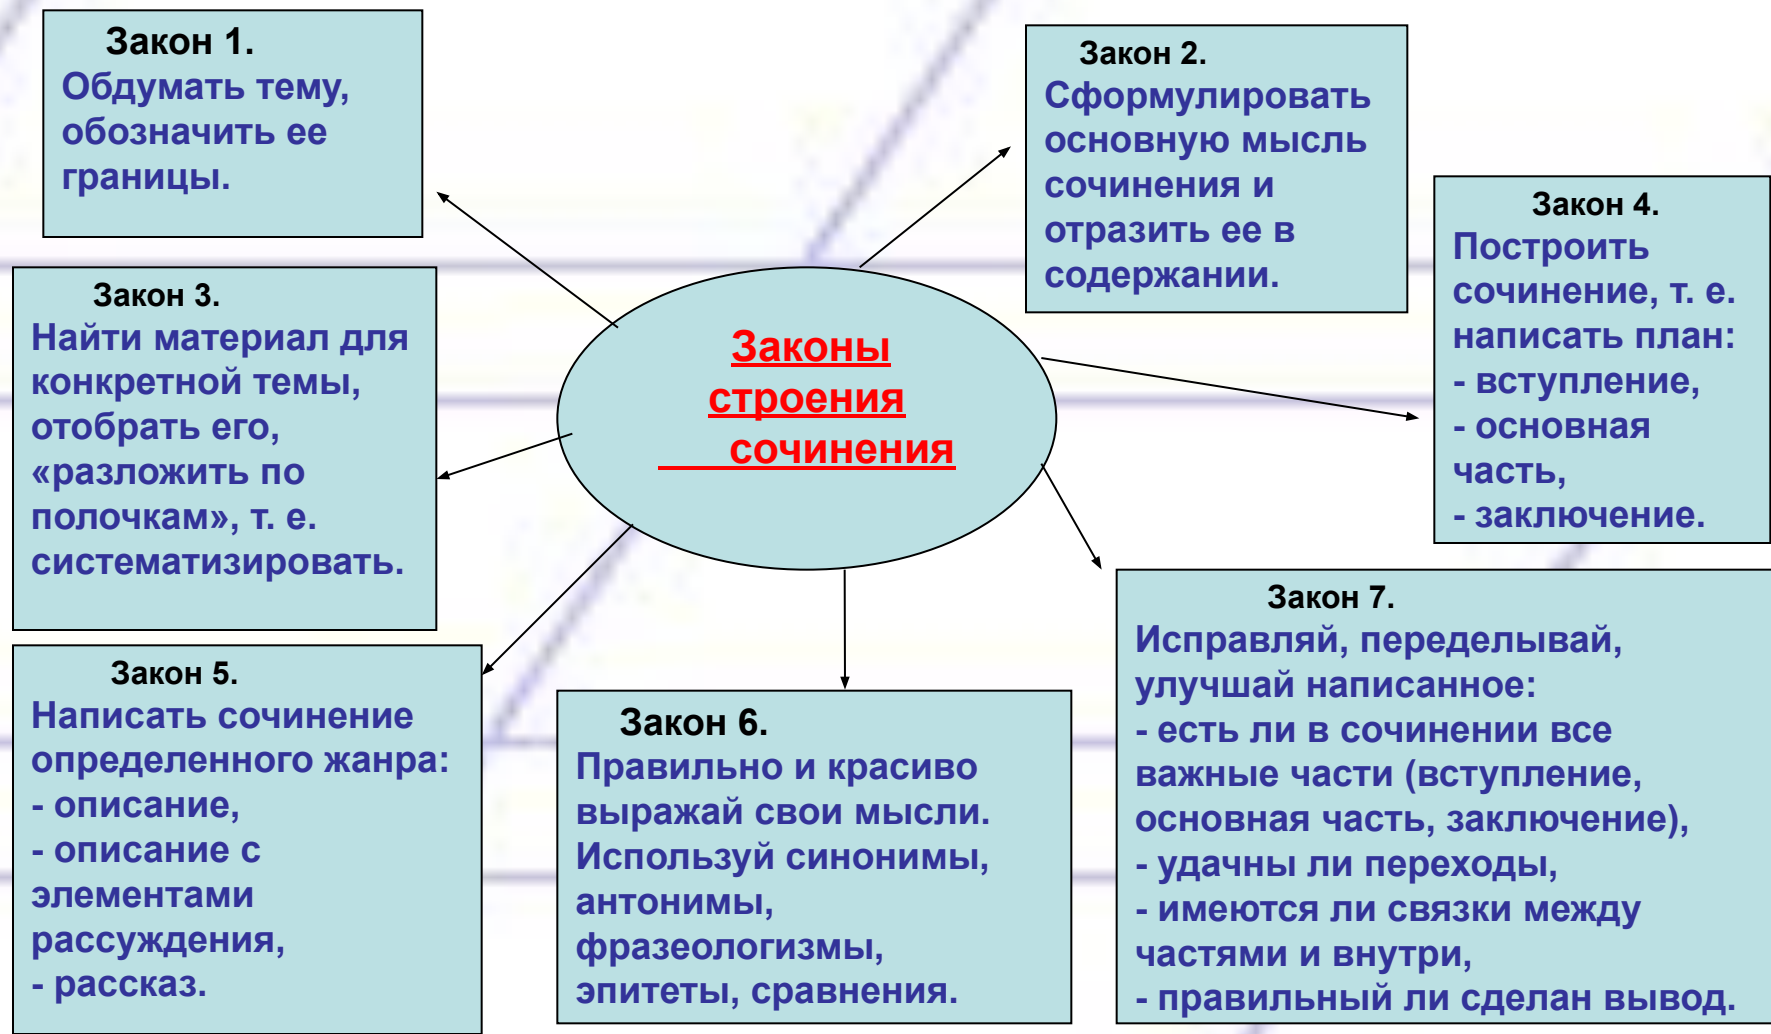 Закон 1.
Обдумать тему,
обозначить ее
границы.
Закон 2.
Сформулировать
основную мысль
сочинения и
отразить ее в
содержании.
Закон 3.
Найти материал для
конкретной темы,
отобрать его,
«разложить по
полочкам», т. е.
систематизировать.
Законы
строения
сочинения
Закон 4.
Построить
сочинение, т. е.
написать план:
- вступление,
- основная
часть,
- заключение.
Закон 5.
Написать сочинение
определенного жанра:
- описание,
- описание с
элементами
рассуждения,
- рассказ.
Закон 6.
Правильно и красиво
выражай свои мысли.
Используй синонимы,
антонимы,
фразеологизмы,
эпитеты, сравнения.
Закон 7.
Исправляй, переделывай,
улучшай написанное:
- есть ли в сочинении все
важные части (вступление,
основная часть, заключение),
- удачны ли переходы,
- имеются ли связки между
частями и внутри,
- правильный ли сделан вывод.